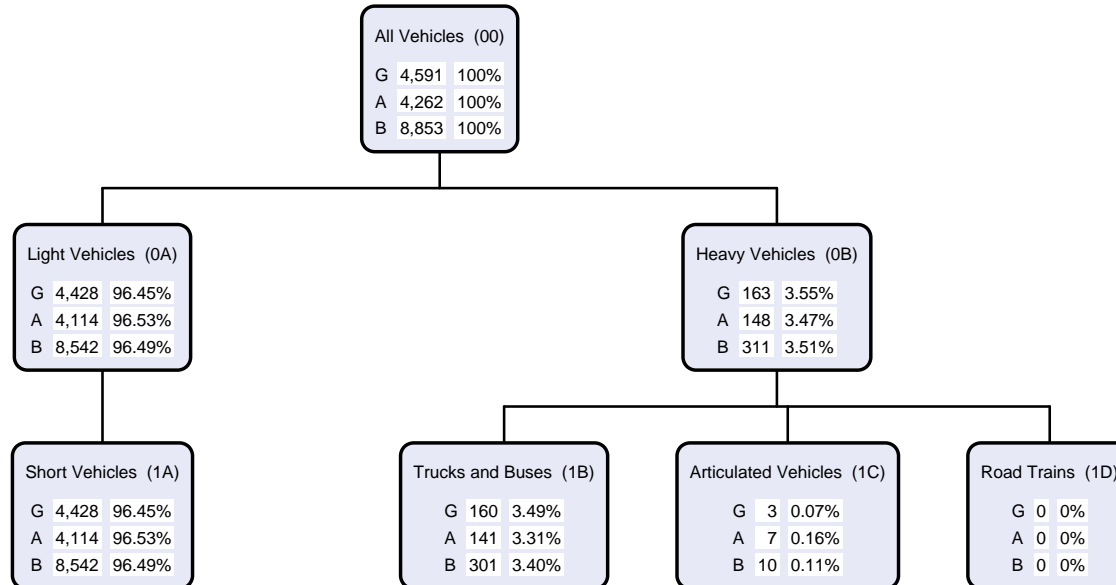 All Vehicles (00)
G 4,591 100%
A 4,262 100%
B 8,853 100%
Light Vehicles (0A)
G 4,428 96.45%
A 4,114 96.53%
B 8,542 96.49%
Heavy Vehicles (0B)
G 163 3.55%
A 148 3.47%
B 311 3.51%
Short Vehicles (1A)
G 4,428 96.45%
A 4,114 96.53%
B 8,542 96.49%
Trucks and Buses (1B)
G 160 3.49%
A 141 3.31%
B 301 3.40%
Articulated Vehicles (1C)
G 3 0.07%
A 7 0.16%
B 10 0.11%
Road Trains (1D)
G 0 0%
A 0 0%
B 0 0%